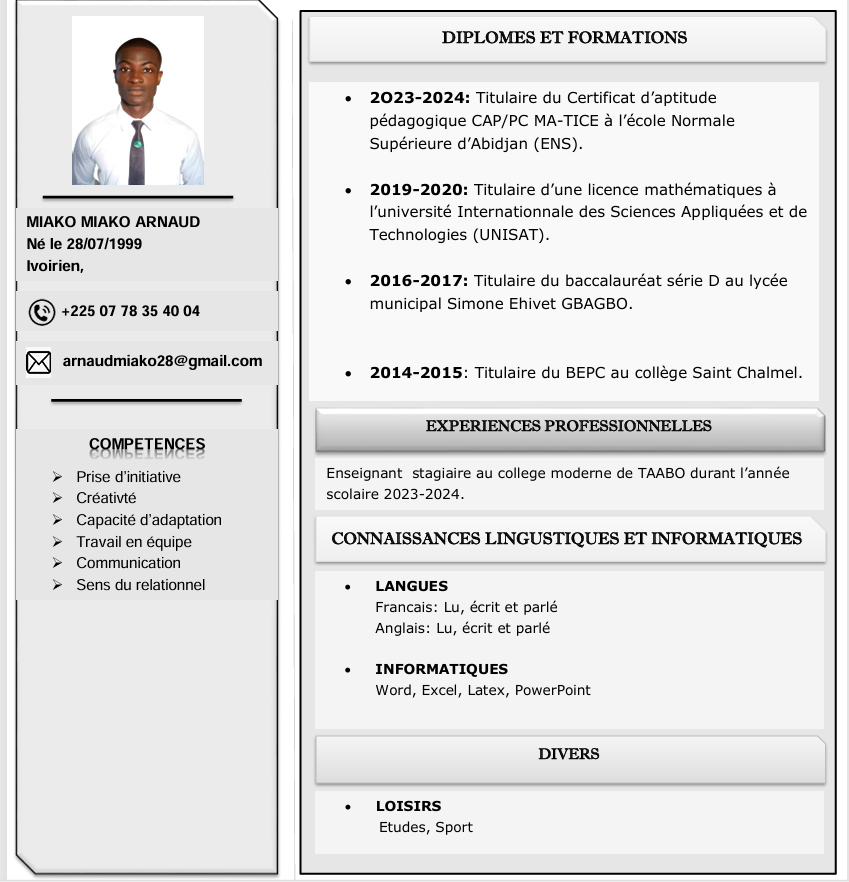 MIAKO MIAKO ARNAUD
Né le 28/07/1999
Ivoirien,
+225 07 78 35 40 04
arnaudmiako28@gmail.com
COMPETENCES
Prise d’initiative
Créativté
Capacité d’adaptation
Travail en équipe
Communication
Sens du relationnel
DIPLOMES ET FORMATIONS
• 2O23-2024: Titulaire du Certificat d’aptitude
pédagogique CAP/PC MA-TICE à l’école Normale
Supérieure d’Abidjan (ENS).
• 2019-2020: Titulaire d’une licence mathématiques à
l’université Internationnale des Sciences Appliquées et de
Technologies (UNISAT).
• 2016-2017: Titulaire du baccalauréat série D au lycée
municipal Simone Ehivet GBAGBO.
• 2014-2015: Titulaire du BEPC au collège Saint Chalmel.
EXPERIENCES PROFESSIONNELLES
Enseignant stagiaire au college moderne de TAABO durant l’année
scolaire 2023-2024.
CONNAISSANCES LINGUSTIQUES ET INFORMATIQUES
• LANGUES
Francais: Lu, écrit et parlé
Anglais: Lu, écrit et parlé
• INFORMATIQUES
Word, Excel, Latex, PowerPoint
DIVERS
• LOISIRS
Etudes, Sport